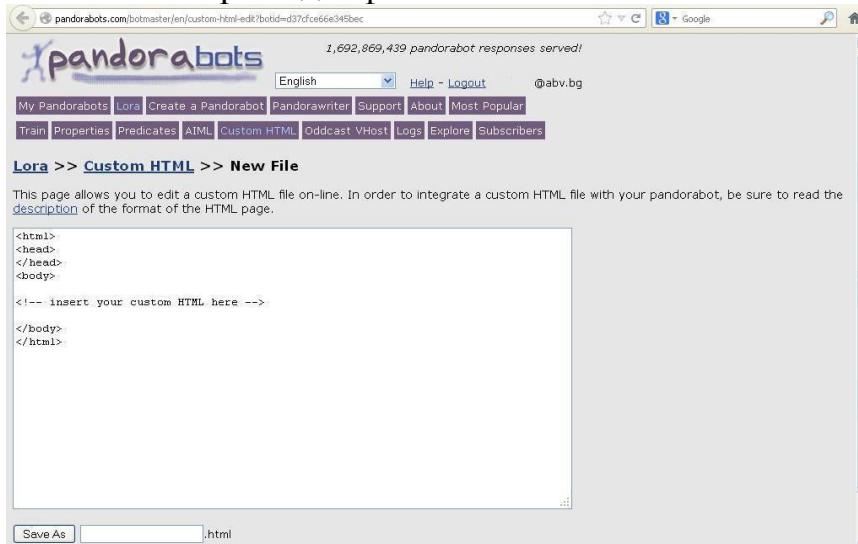 pandorabots.com/botmaster/en/custom-html-edit?botid=d37cfce66e345bec
Google
pandorabots
1,692,869,439 pandorabot responses served!
English
Help - Logout
@abv.bg
My Pandorabots Lora Create a Pandorabot Pandorawriter Support About Most Popular
Train Properties Predicates AIML Custom HTML Oddcast VHost Logs Explore Subscribers
Lora >> Custom HTML >> New File
This page allows you to edit a custom HTML file on-line. In order to integrate a custom HTML file with your pandorabot, be sure to read the
description of the format of the HTML page.
<html>
<head>
</head>
<body>
<!-- insert your custom HTML here -->
</body>
</html>
Save As .html